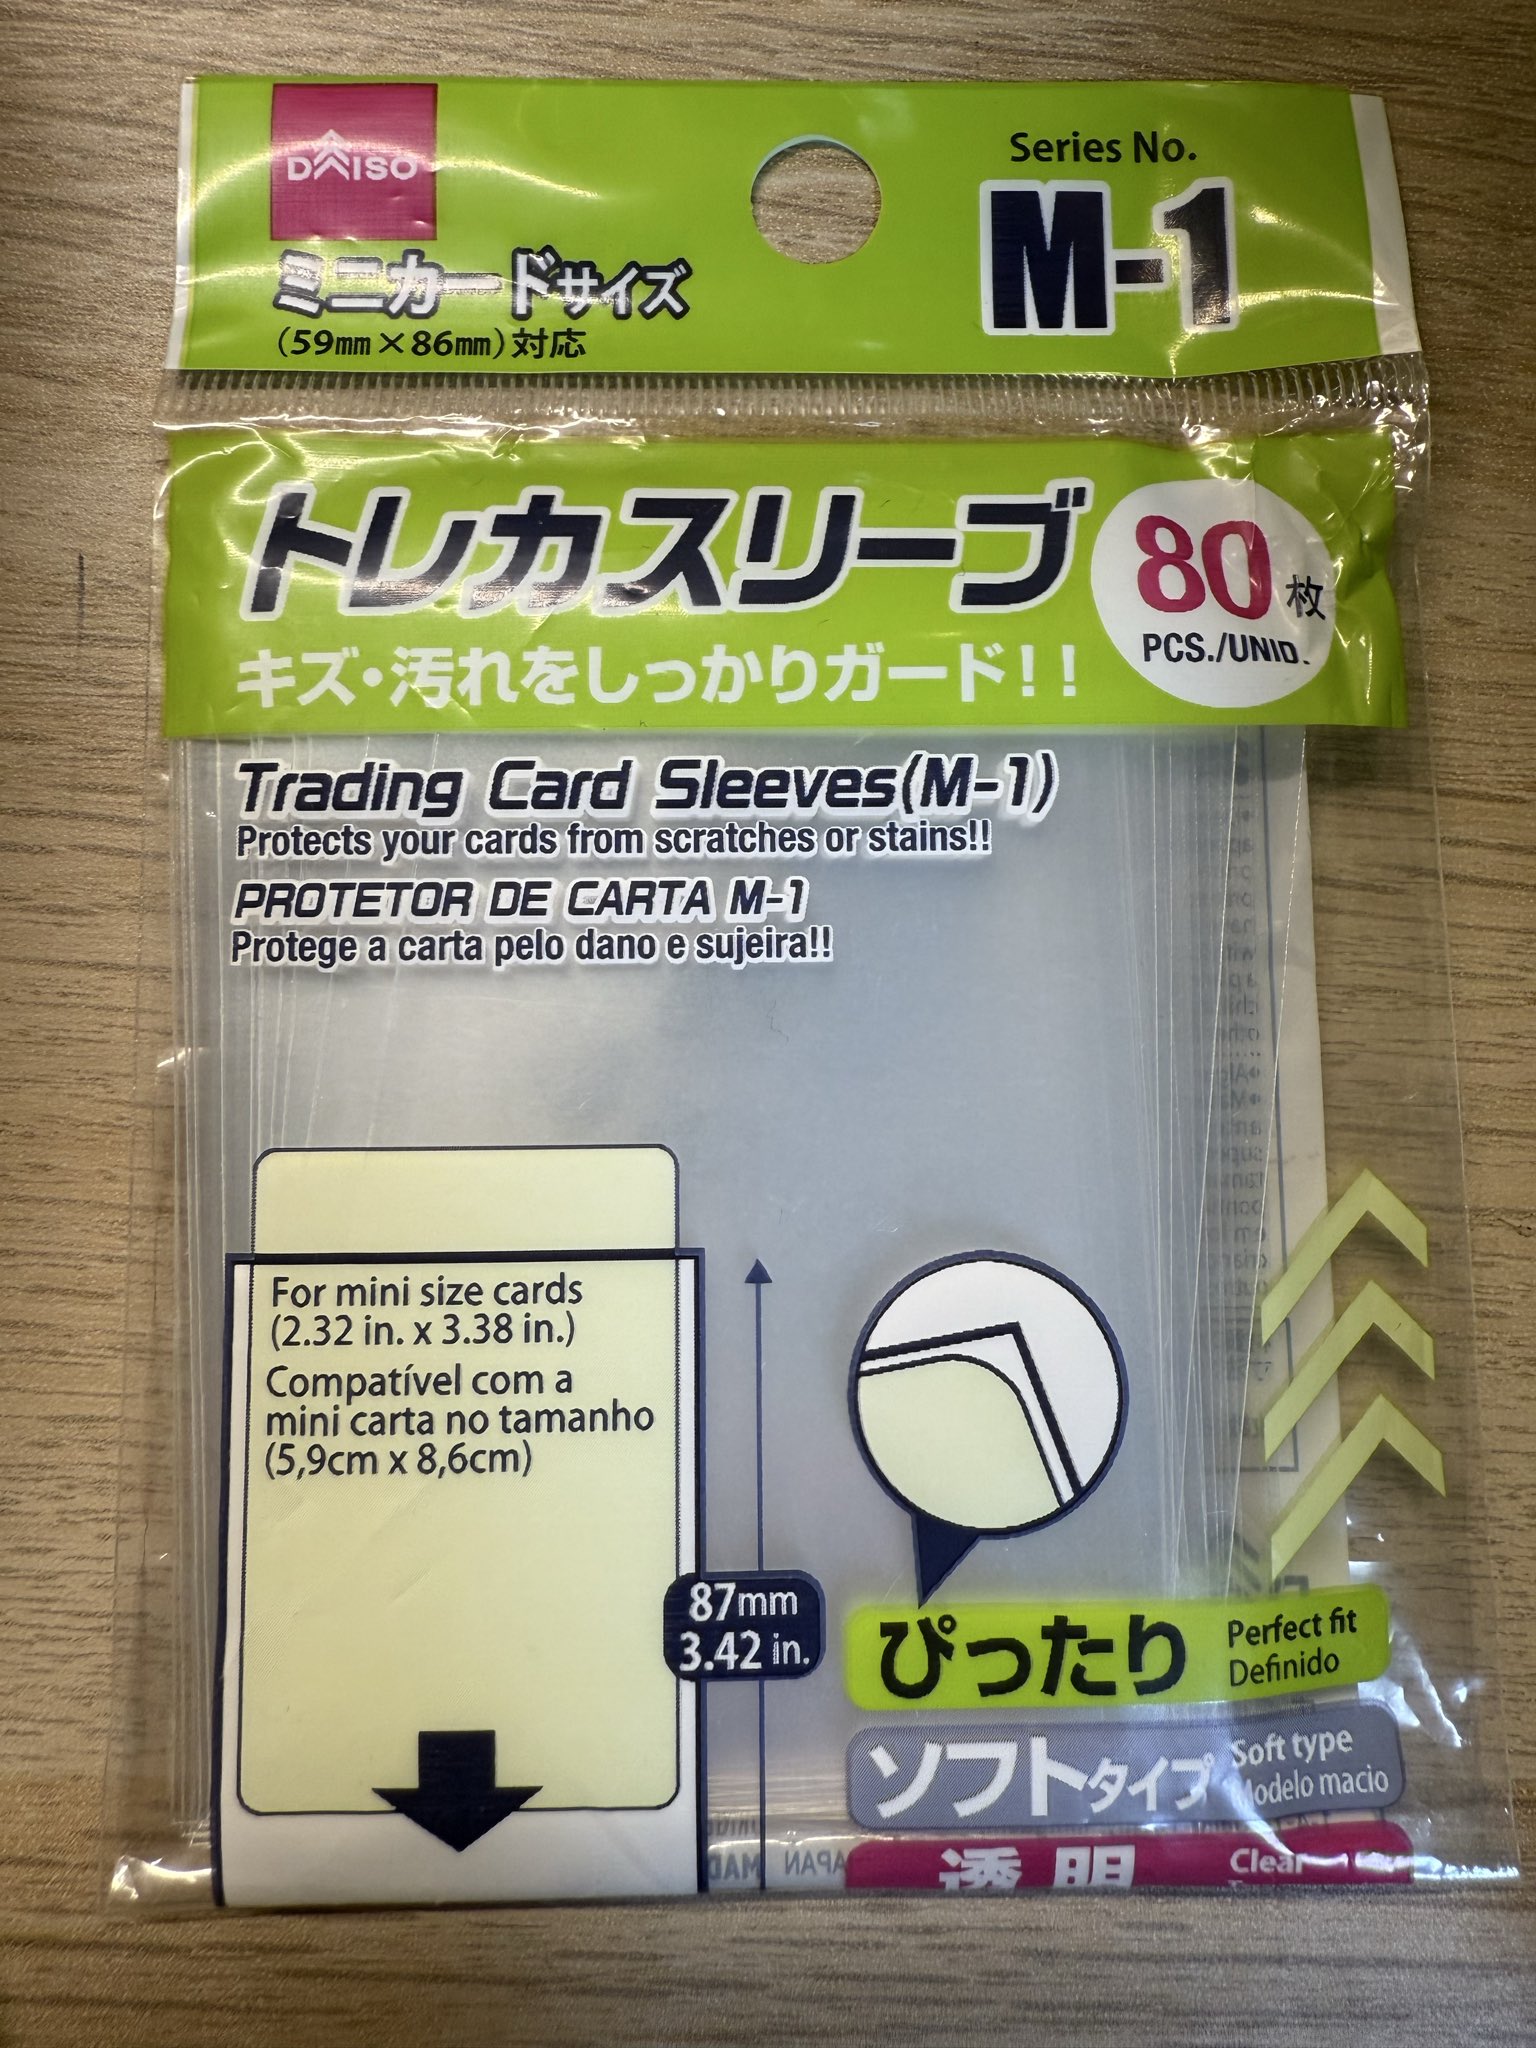 DAISO
Series No.
M-1
ミニカードサイズ
(59mm×86mm)対応
トレカスリーブ
80枚
PCS./UNID.
キズ・汚れをしっかりガード!!
Trading Card Sleeves(M-1)
Protects your cards from scratches or stains!!
PROTETOR DE CARTA M-1
Protege a carta pelo dano e sujeira!!
For mini size cards
(2.32 in. x 3.38 in.)
Compatível com a
mini carta no tamanho
(5,9cm x 8,6cm)
87mm
3.42 in.
ぴったり
Perfect fit
Definido
ソフトタイプ
Soft type
Modelo macio
透明
Clear